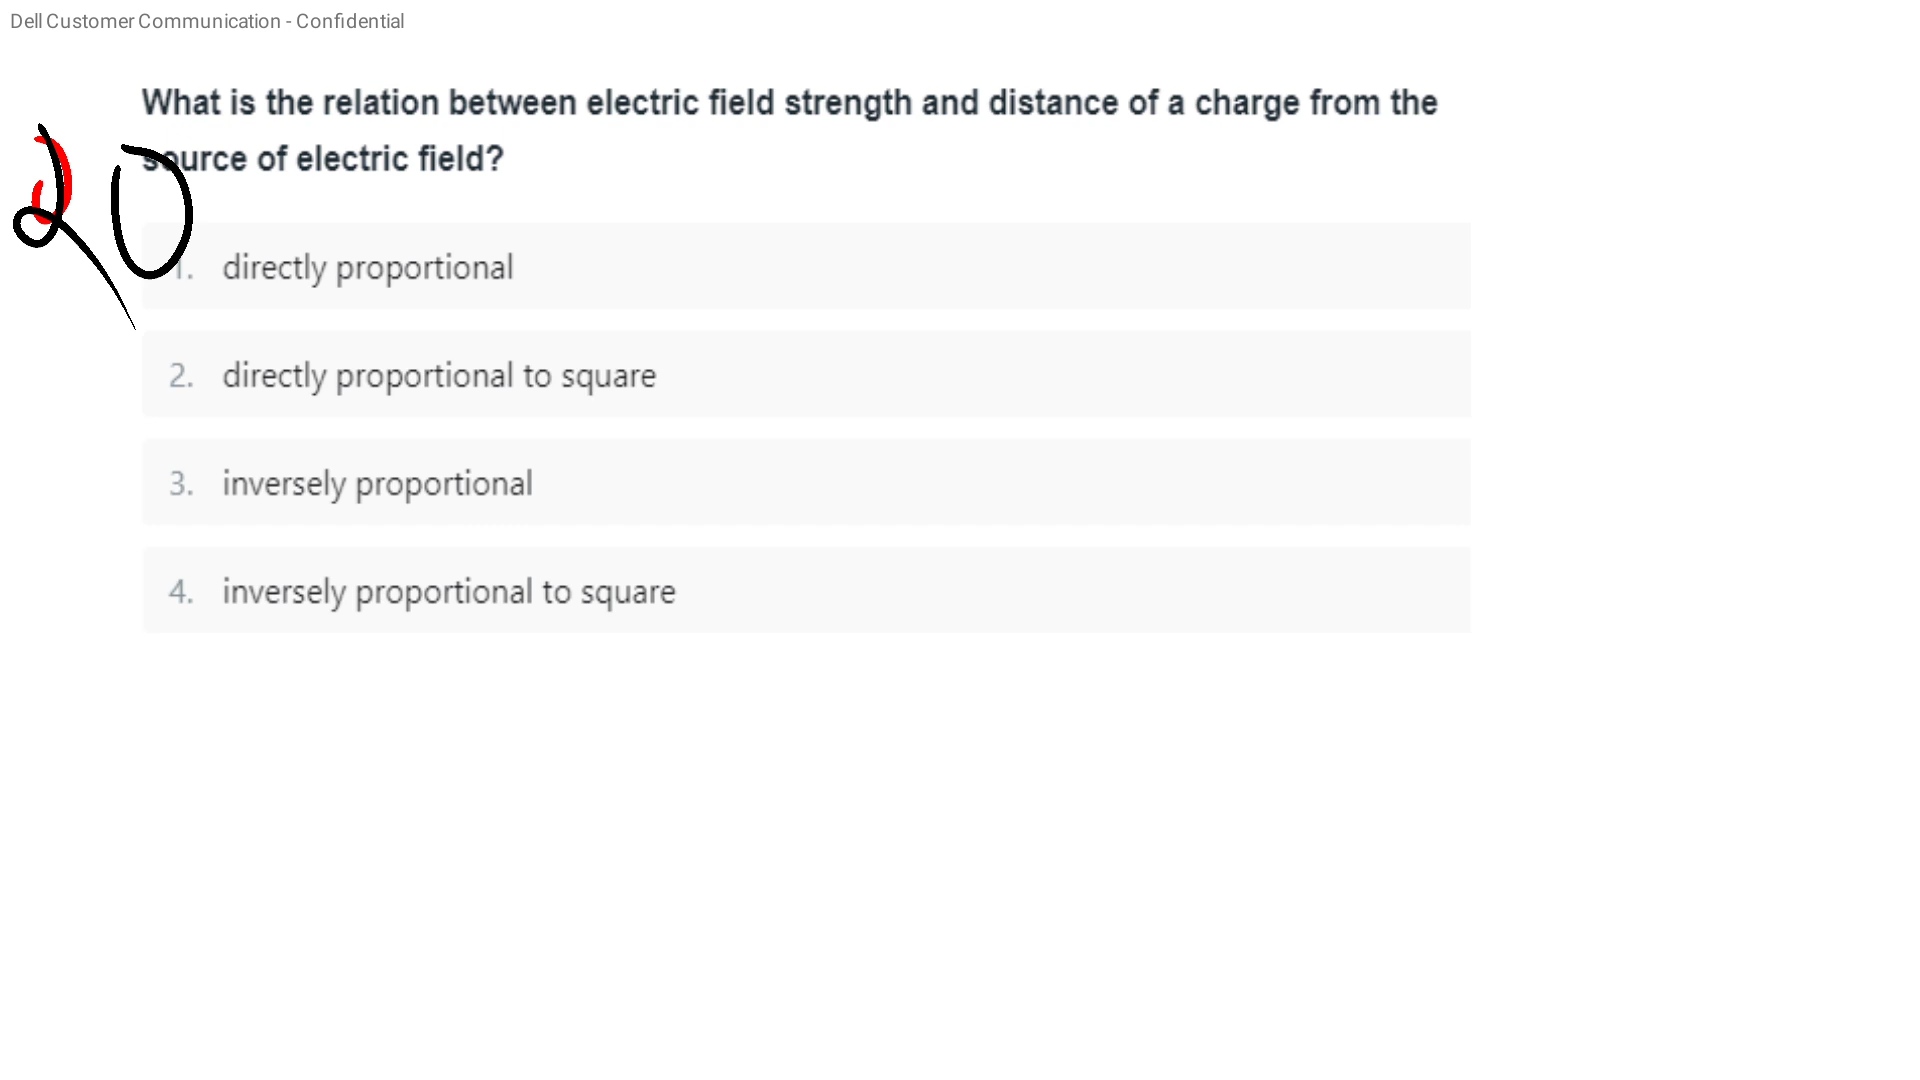 Dell Customer Communication - Confidential
What is the relation between electric field strength and distance of a charge from the
source of electric field?
20
1. directly proportional
2. directly proportional to square
3. inversely proportional
4. inversely proportional to square